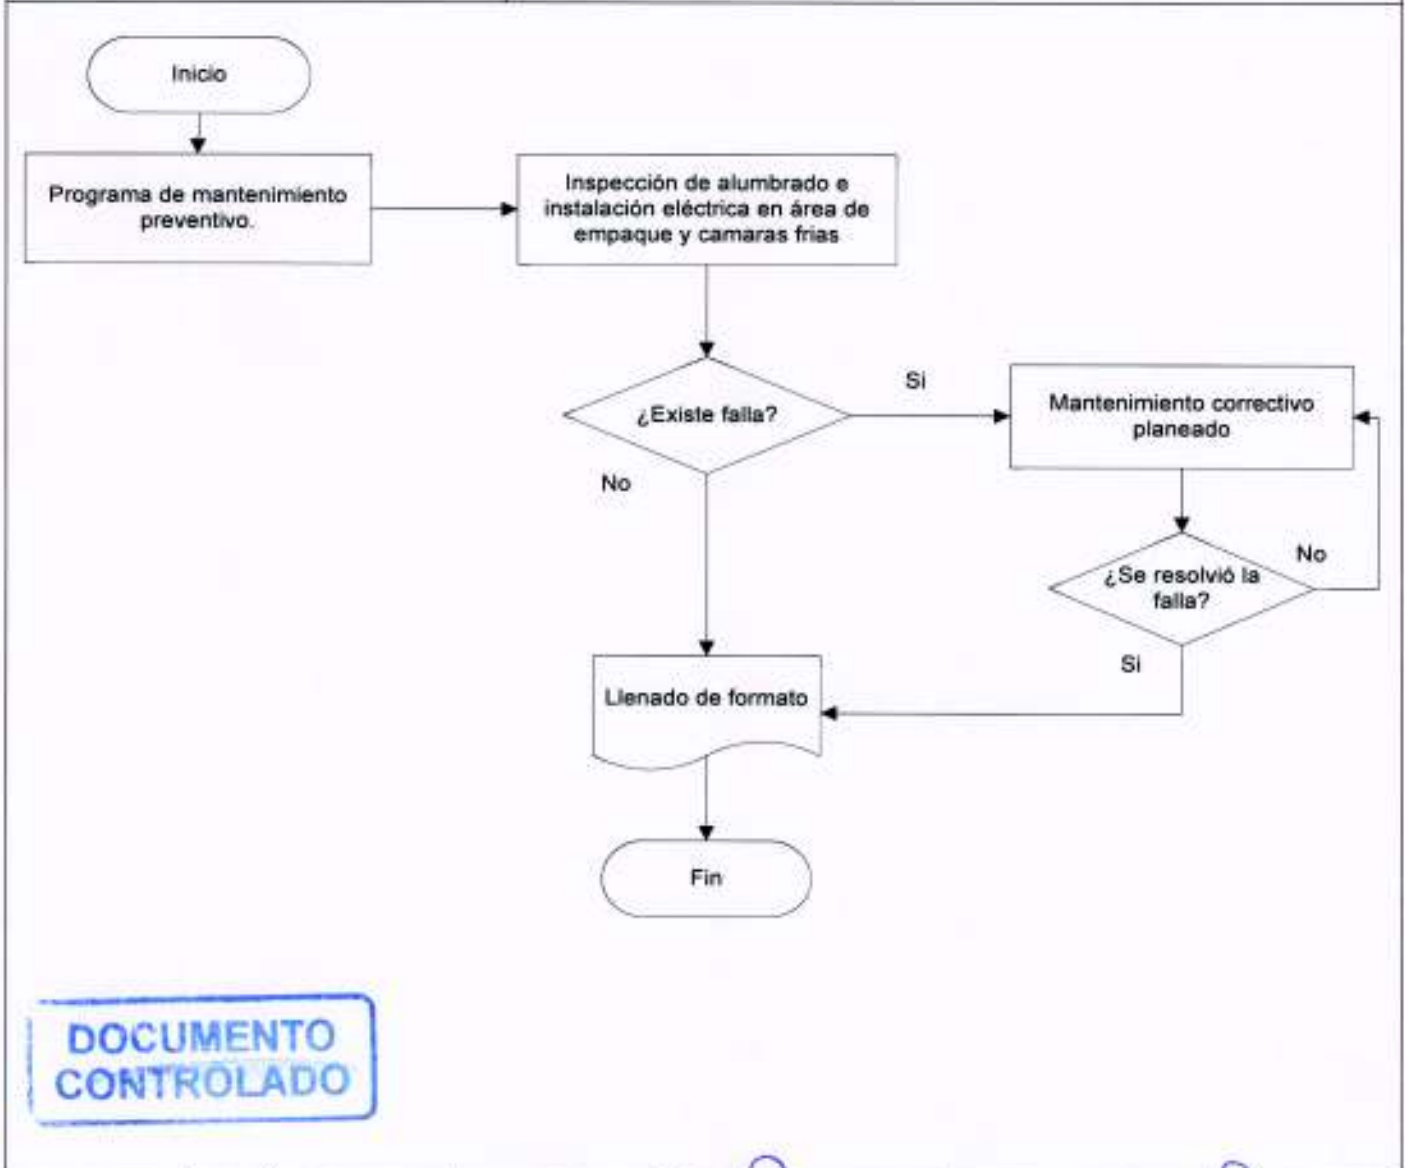 Inicio
Programa de mantenimiento
preventivo.
Inspección de alumbrado e
instalación eléctrica en área de
empaque y camaras frias
¿Existe falla?
Si
No
Mantenimiento correctivo
planeado
¿Se resolvió la
falla?
No
Si
Llenado de formato
Fin
DOCUMENTO
CONTROLADO